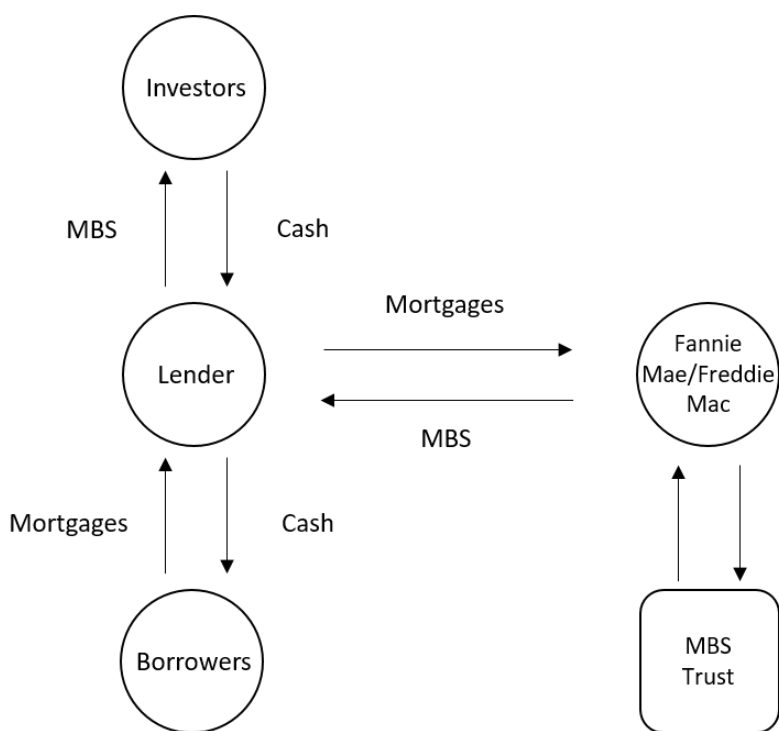 Investors
MBS
Cash
Mortgages
Lender
Fannie
Mae/Freddie
Mac
MBS
Mortgages
Cash
Borrowers
MBS
Trust